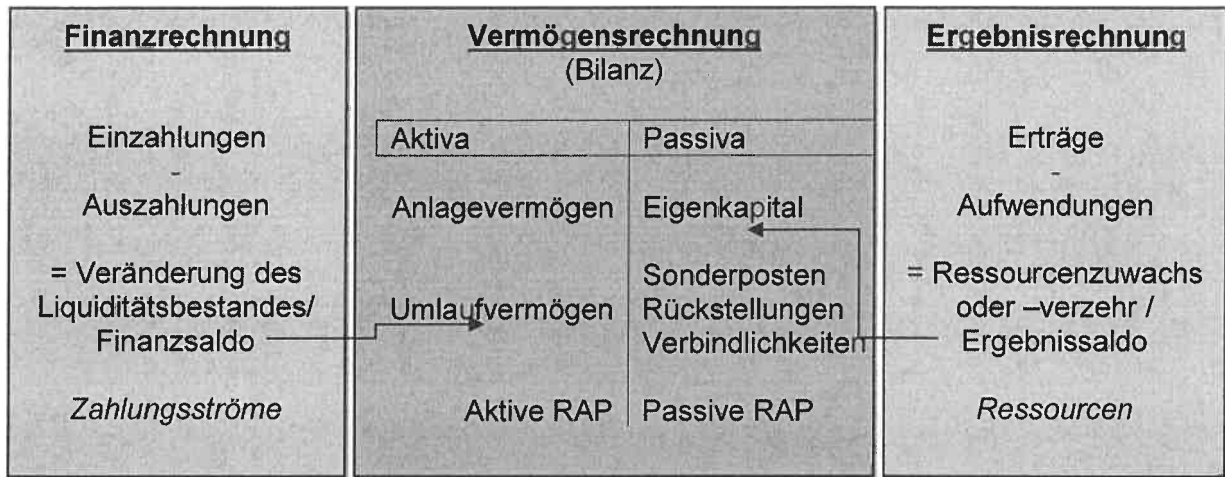 Finanzrechnung
Einzahlungen
-
Auszahlungen
= Veränderung des
Liquiditätsbestandes/
Finanzsaldo
Zahlungsströme
Vermögensrechnung
(Bilanz)
Aktiva
Anlagevermögen
Umlaufvermögen
Aktive RAP
Passiva
Eigenkapital
Sonderposten
Rückstellungen
Verbindlichkeiten
Passive RAP
Ergebnisrechnung
Erträge
-
Aufwendungen
= Ressourcenzuwachs
oder –verzehr /
Ergebnissaldo
Ressourcen